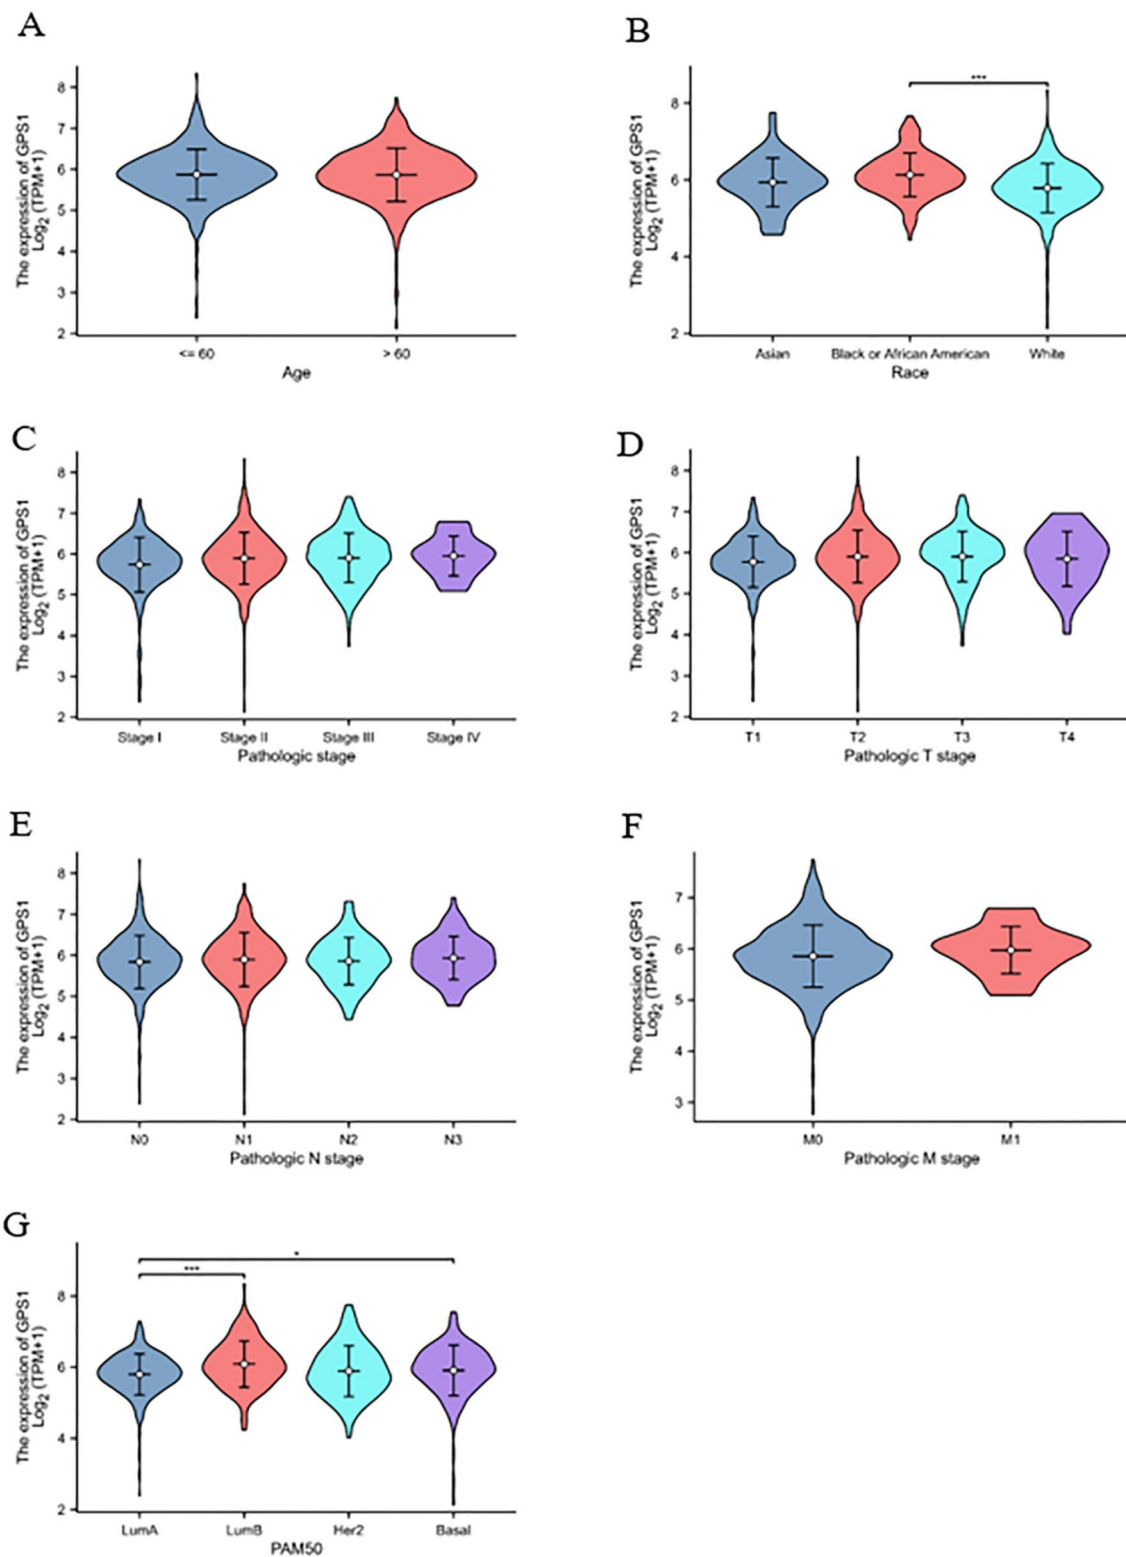 A
The expression of GPS1
Log2 (TPM+1)
8
7
6
5
4
3
2
<= 60
> 60
Age
B
The expression of GPS1
Log2 (TPM+1)
***
8
6
4
2
Asian
Black or African American
White
Race
C
The expression of GPS1
Log2 (TPM+1)
8
7
6
5
4
3
2
Stage I
Stage II
Stage III
Stage IV
Pathologic stage
D
The expression of GPS1
Log2 (TPM+1)
8
7
6
5
4
3
2
T1
T2
T3
T4
Pathologic T stage
E
The expression of GPS1
Log2 (TPM+1)
8
7
6
5
4
3
2
N0
N1
N2
N3
Pathologic N stage
F
The expression of GPS1
Log2 (TPM+1)
7
6
5
4
3
M0
M1
Pathologic M stage
G
The expression of GPS1
Log2 (TPM+1)
*
***
8
6
4
2
LumA
LumB
Her2
Basal
PAM50